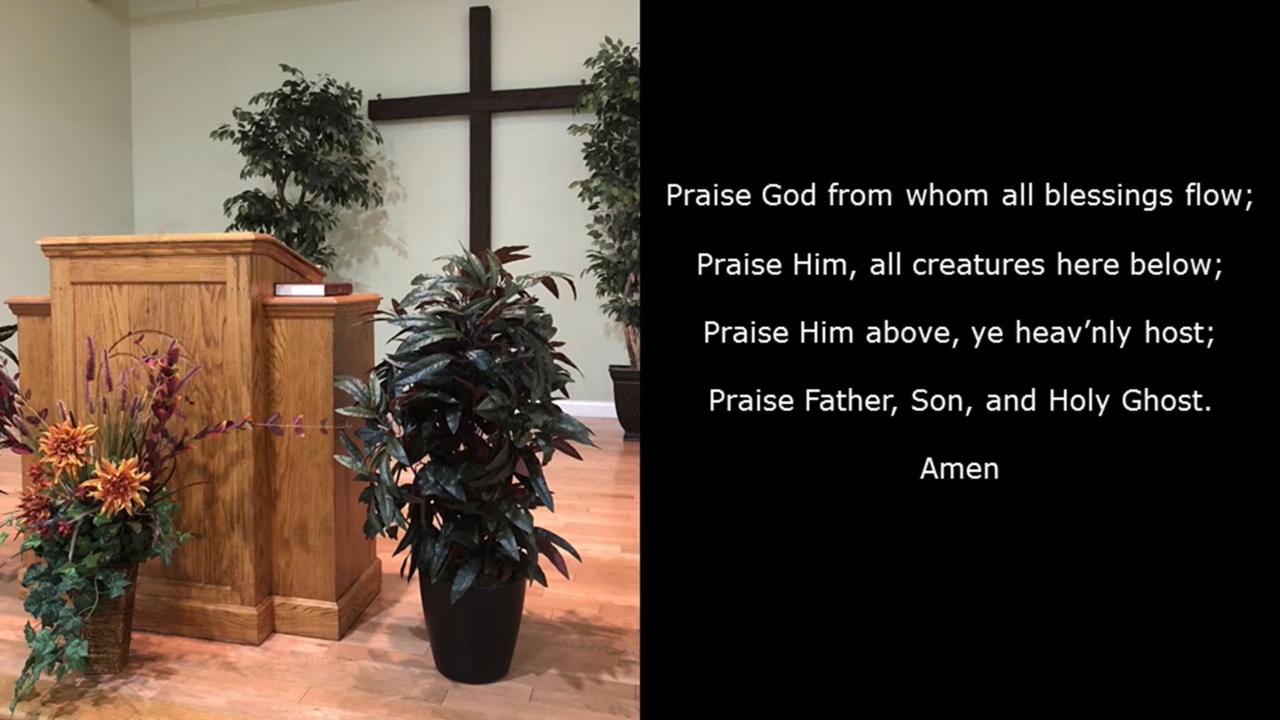 Praise God from whom all blessings flow;
Praise Him, all creatures here below;
Praise Him above, ye heav’nly host;
Praise Father, Son, and Holy Ghost.
Amen